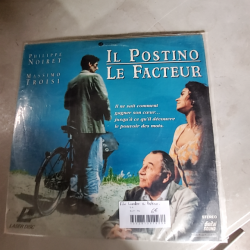 PHILIPPE
NOIRET
MASSIMO
TROISI
IL POSTINO
LE FACTEUR
Il ne sait comment
gagner son cœur
jusqu'à ce qu'il découvre
le pouvoir des mots.
STEREO